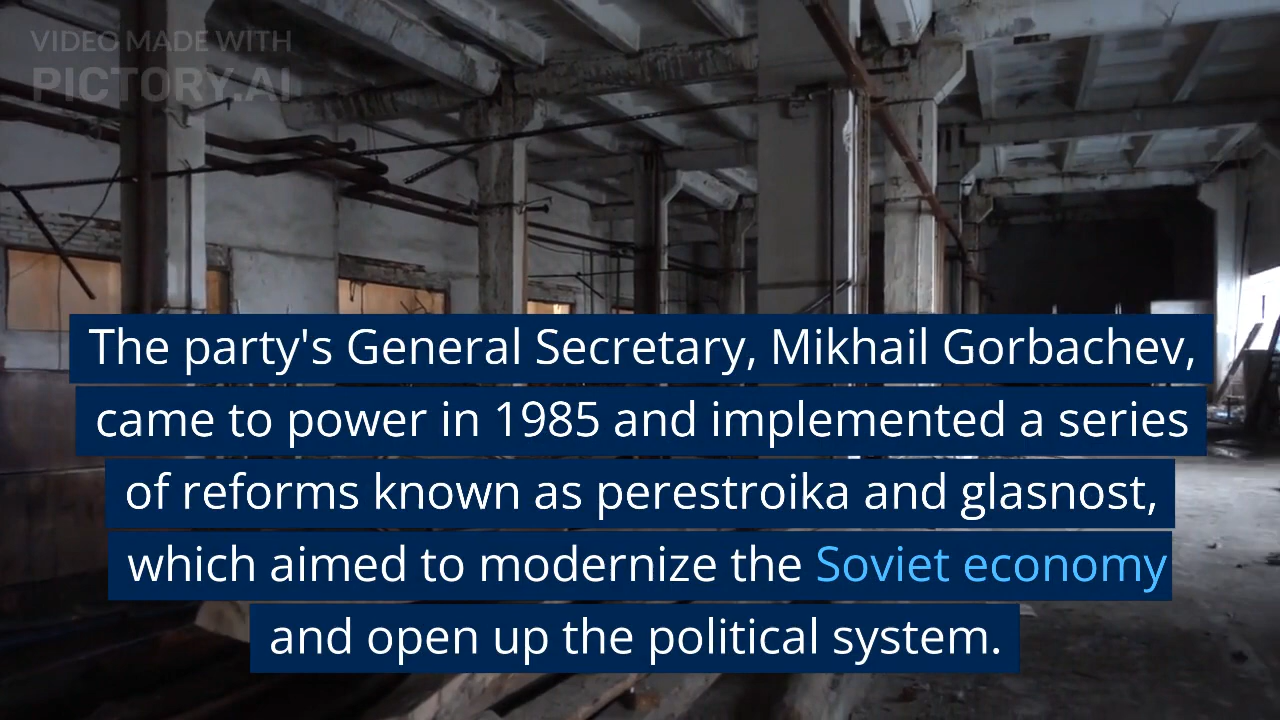 VIDEO MADE WITH
PICTORY.AI
The party's General Secretary, Mikhail Gorbachev,
came to power in 1985 and implemented a series
of reforms known as perestroika and glasnost,
which aimed to modernize the Soviet economy
and open up the political system.